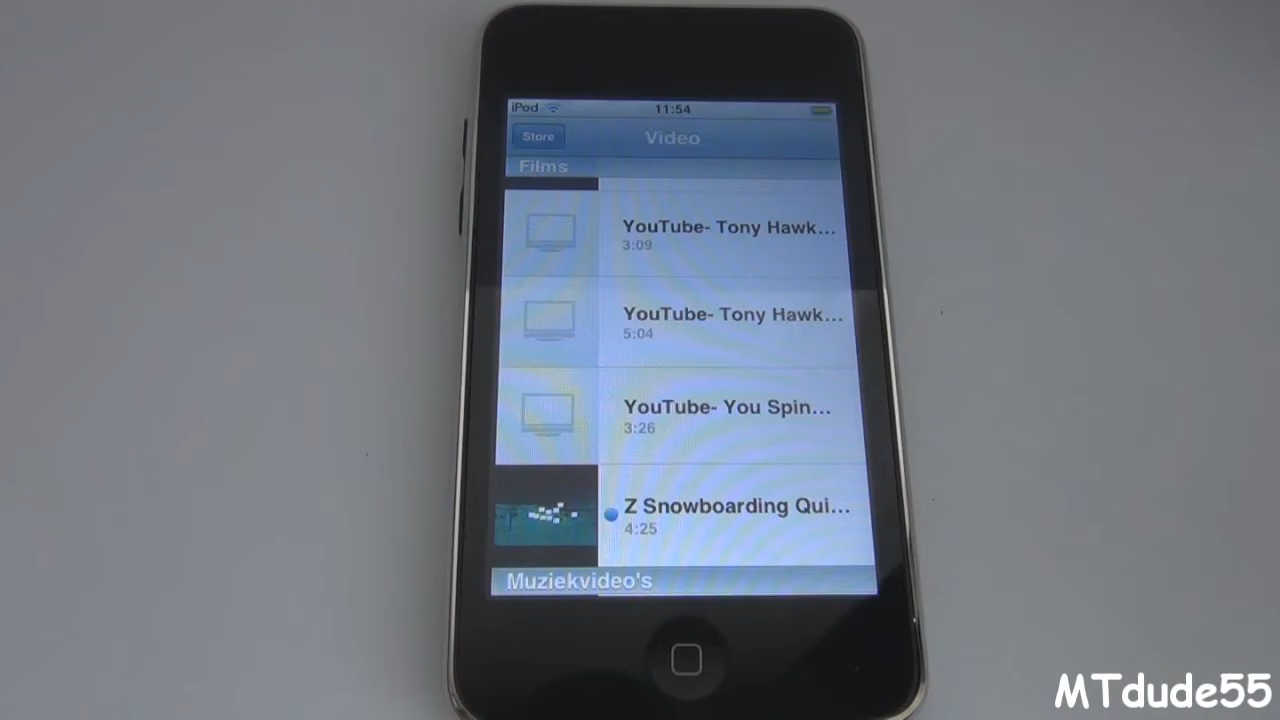 iPod 11:54
Store Video
Films
YouTube- Tony Hawk...
3:09
YouTube- Tony Hawk...
5:04
YouTube- You Spin...
3:26
Z Snowboarding Qui...
4:25
Muziekvideo's
MTdude55